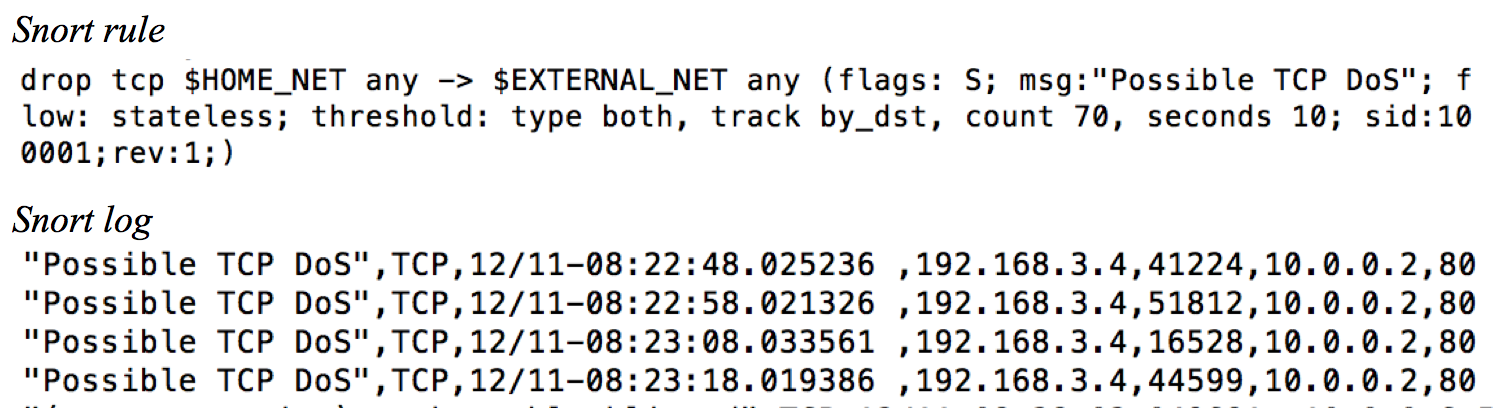 Snort rule
drop tcp $HOME_NET any -> $EXTERNAL_NET any (flags: S; msg:"Possible TCP DoS"; f
low: stateless; threshold: type both, track by_dst, count 70, seconds 10; sid:10
0001;rev:1;)
Snort log
"Possible TCP DoS",TCP,12/11-08:22:48.025236 ,192.168.3.4,41224,10.0.0.2,80
"Possible TCP DoS",TCP,12/11-08:22:58.021326 ,192.168.3.4,51812,10.0.0.2,80
"Possible TCP DoS",TCP,12/11-08:23:08.033561 ,192.168.3.4,16528,10.0.0.2,80
"Possible TCP DoS",TCP,12/11-08:23:18.019386 ,192.168.3.4,44599,10.0.0.2,80